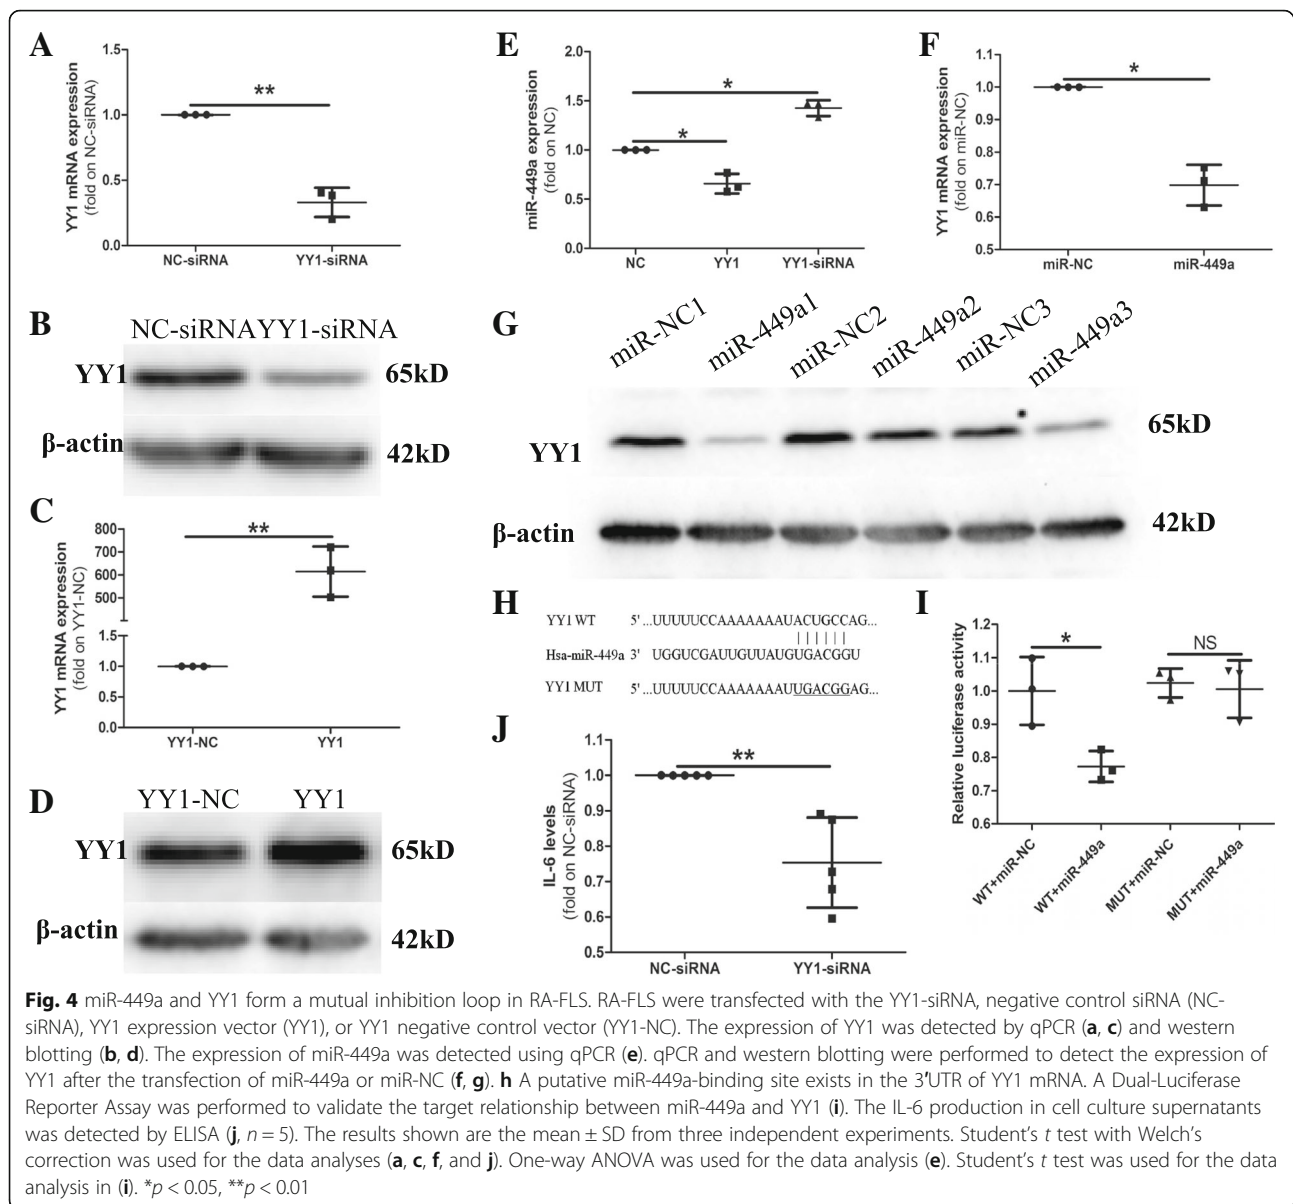 A
YY1 mRNA expression
(fold on NC-siRNA)
1.5
1.0
0.5
0.0
**
NC-siRNA YY1-siRNA
B
NC-siRNA YY1-siRNA
YY1 65kD
β-actin 42kD
C
YY1 mRNA expression
(fold on YY1-NC)
800
700
600
500
1.5
1.0
0.5
0.0
**
YY1-NC YY1
D
YY1-NC YY1
YY1 65kD
β-actin 42kD
E
miR-449a expression
(fold on NC)
2.0
1.5
1.0
0.5
0.0
*
*
NC YY1 YY1-siRNA
F
YY1 mRNA expression
(fold on miR-NC)
1.1
1.0
0.9
0.8
0.7
0.6
0.5
*
miR-NC miR-449a
G
miR-NC1 miR-449a1 miR-NC2 miR-449a2 miR-NC3 miR-449a3
YY1 65kD
β-actin 42kD
H
YY1 WT 5' ...UUUUUCCAAAAAAAUACUGCCAG...
Hsa-miR-449a 3' UGGUCGAUUGUUAUGUGACGGU
YY1 MUT 5' ...UUUUUCCAAAAAAAUUGACGGAG...
I
Relative luciferase activity
1.2
1.1
1.0
0.9
0.8
0.7
0.6
*
NS
WT+miR-NC WT+miR-449a MUT+miR-NC MUT+miR-449a
J
IL-6 levels
(fold on NC-siRNA)
1.1
1.0
0.9
0.8
0.7
0.6
0.5
**
NC-siRNA YY1-siRNA
Fig. 4 miR-449a and YY1 form a mutual inhibition loop in RA-FLS. RA-FLS were transfected with the YY1-siRNA, negative control siRNA (NC-
siRNA), YY1 expression vector (YY1), or YY1 negative control vector (YY1-NC). The expression of YY1 was detected by qPCR (a, c) and western
blotting (b, d). The expression of miR-449a was detected using qPCR (e). qPCR and western blotting were performed to detect the expression of
YY1 after the transfection of miR-449a or miR-NC (f, g). h A putative miR-449a-binding site exists in the 3′UTR of YY1 mRNA. A Dual-Luciferase
Reporter Assay was performed to validate the target relationship between miR-449a and YY1 (i). The IL-6 production in cell culture supernatants
was detected by ELISA (j, n = 5). The results shown are the mean ± SD from three independent experiments. Student's t test with Welch's
correction was used for the data analyses (a, c, f, and j). One-way ANOVA was used for the data analysis (e). Student's t test was used for the data
analysis in (i). *p < 0.05, **p < 0.01